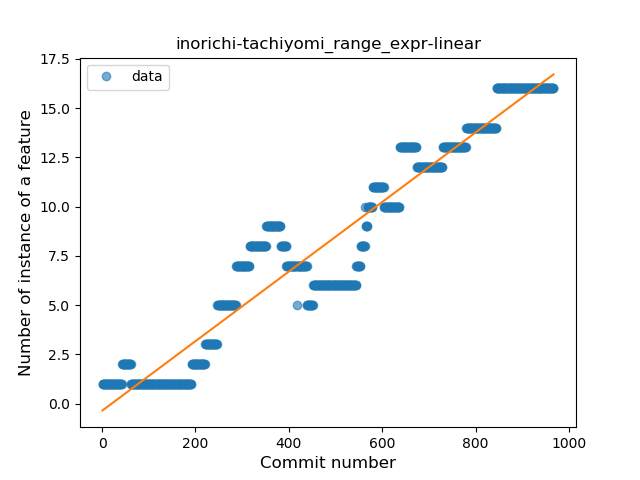 inorichi-tachiyomi_range_expr-linear
data
Number of instance of a feature
17.5
15.0
12.5
10.0
7.5
5.0
2.5
0.0
0 200 400 600 800 1000
Commit number